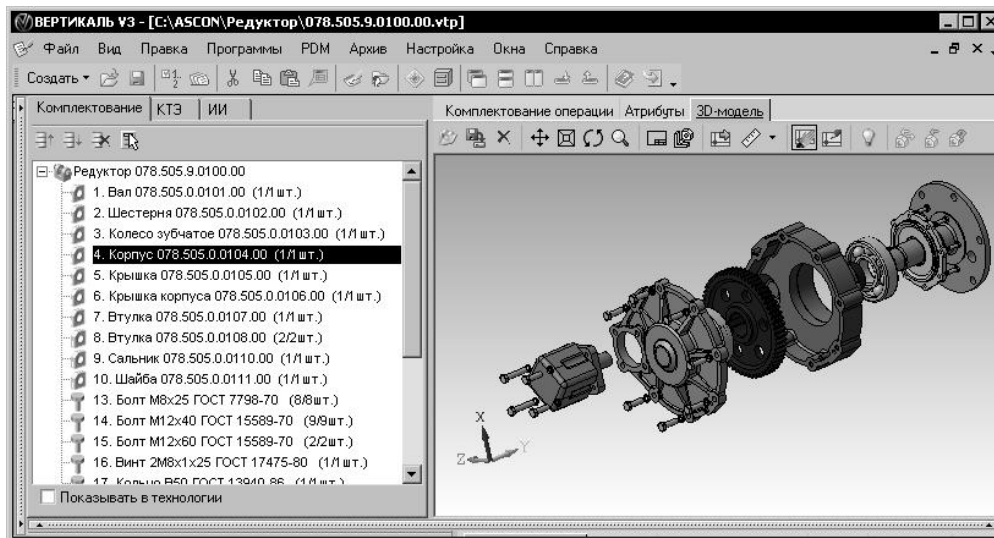 ВЕРТИКАЛЬ V3 - [C:\ASCON\Редуктор\078.505.9.0100.00.vtp]
Файл Вид Правка Программы PDM Архив Настройка Окна Справка
Создать
Комплектование КТЭ ИИ
Комплектование операции Атрибуты 3D-модель
Редуктор 078.505.9.0100.00
1. Вал 078.505.0.0101.00 (1/1шт.)
2. Шестерня 078.505.0.0102.00 (1/1шт.)
3. Колесо зубчатое 078.505.0.0103.00 (1/1шт.)
4. Корпус 078.505.0.0104.00 (1/1шт.)
5. Крышка 078.505.0.0105.00 (1/1шт.)
6. Крышка корпуса 078.505.0.0106.00 (1/1шт.)
7. Втулка 078.505.0.0107.00 (1/1шт.)
8. Втулка 078.505.0.0108.00 (2/2шт.)
9. Сальник 078.505.0.0110.00 (1/1шт.)
10. Шайба 078.505.0.0111.00 (1/1шт.)
13. Болт М8х25 ГОСТ 7798-70 (8/8шт.)
14. Болт М12х40 ГОСТ 15589-70 (9/9шт.)
15. Болт М12х60 ГОСТ 15589-70 (2/2шт.)
16. Винт 2М8х1х25 ГОСТ 17475-80 (1/1шт.)
17. Кольцо В50 ГОСТ 13940-86 (1/1шт.)
Показывать в технологии
X
Y
Z